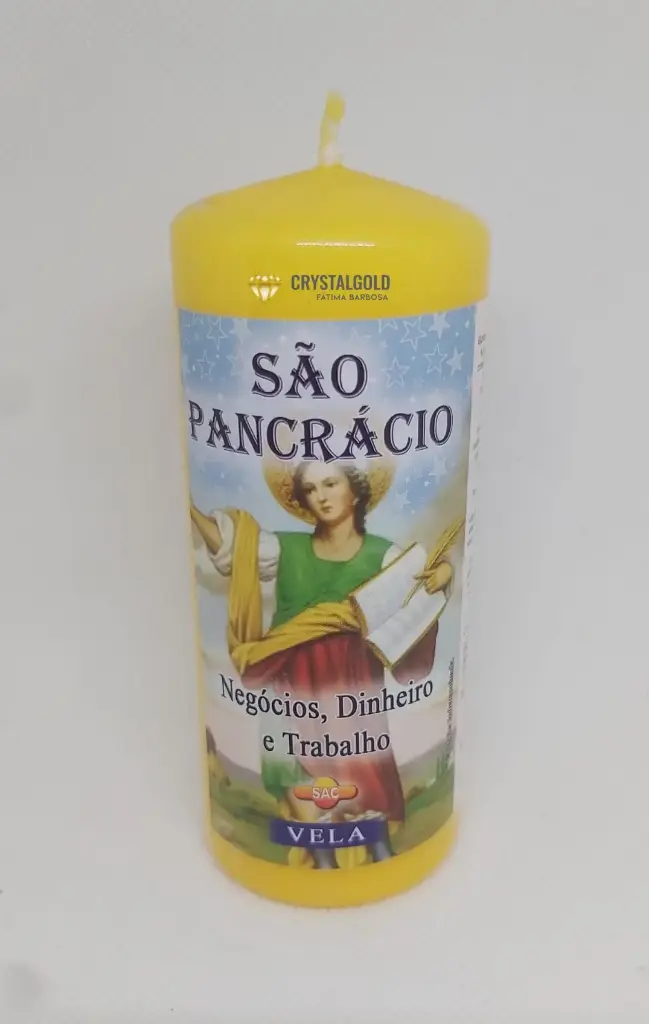 CRYSTALGOLD
FATIMA BARBOSA
SÃO
PANCRÁCIO
Negócios, Dinheiro
e Trabalho
SAC
VELA